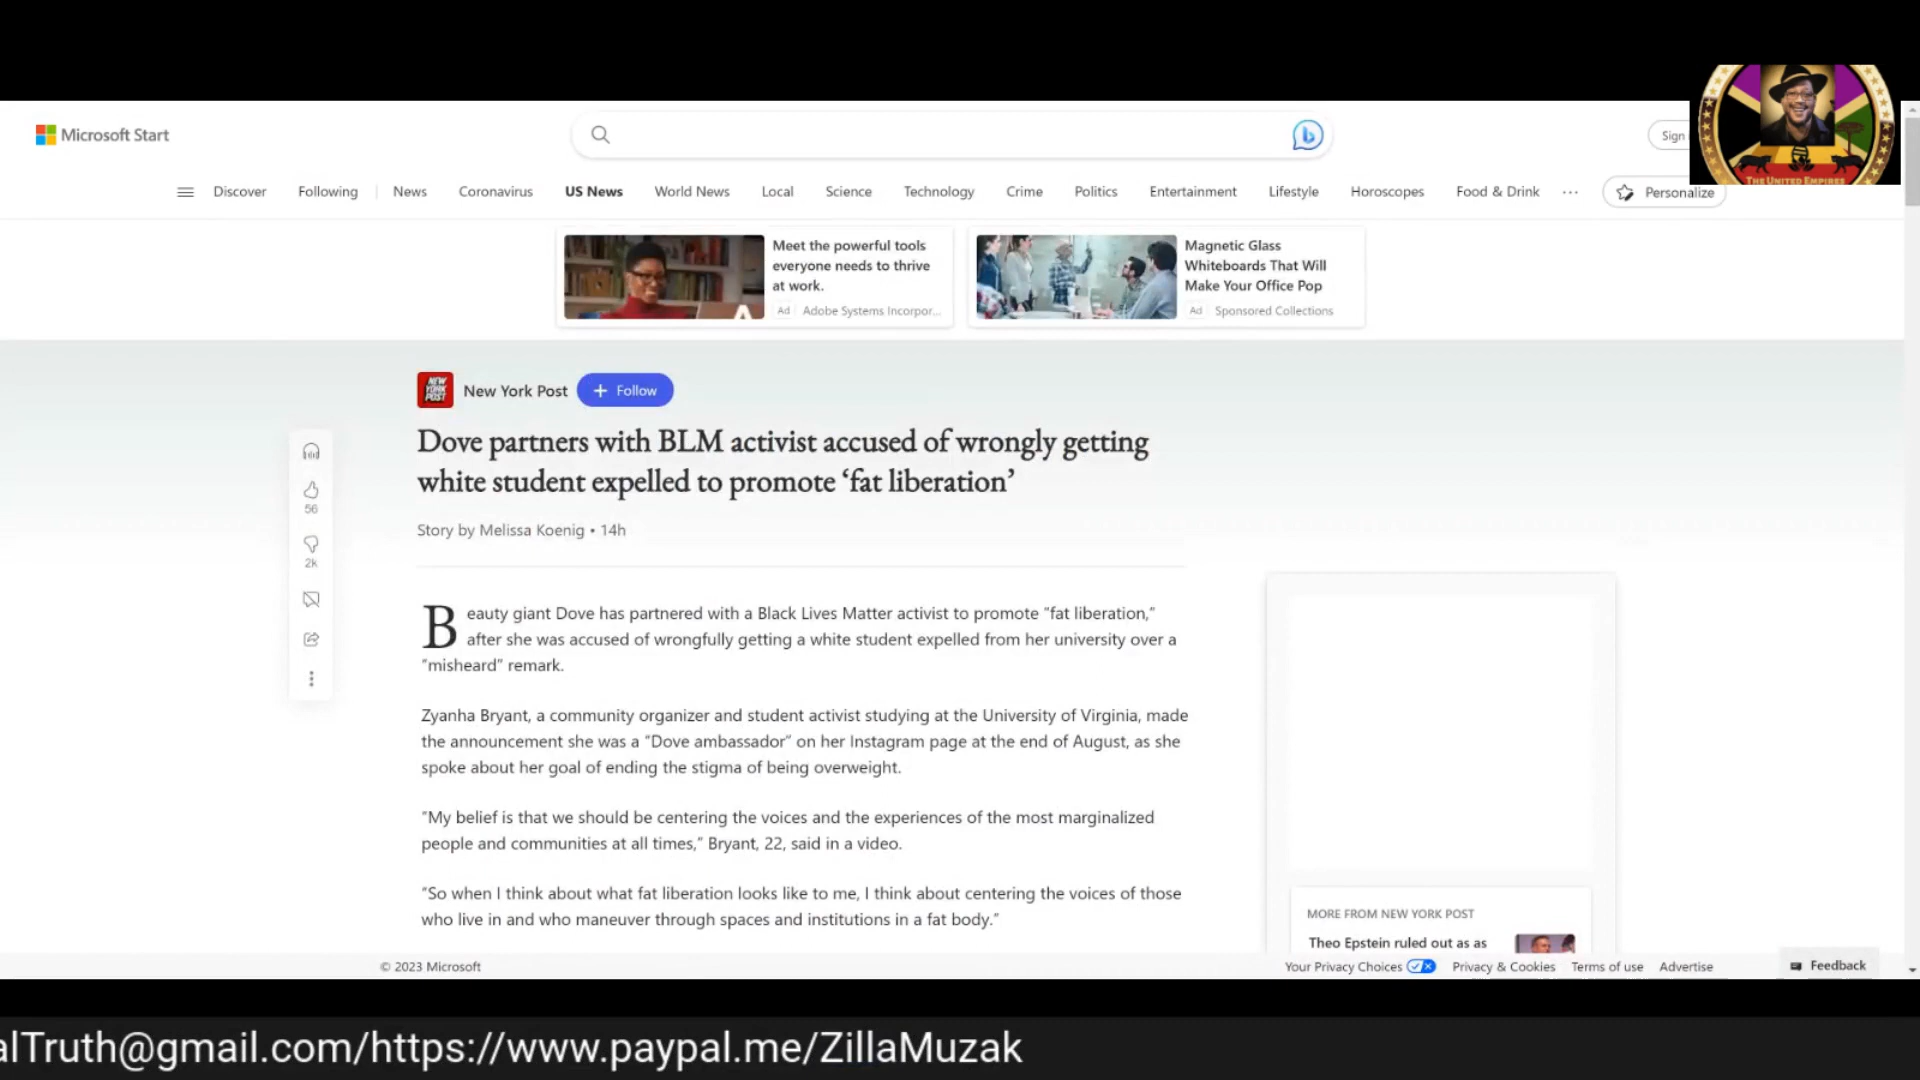 Microsoft Start
Sign
THE UNITED EMPIRES
Discover Following News Coronavirus US News World News Local Science Technology Crime Politics Entertainment Lifestyle Horoscopes Food & Drink ... Personalize
Meet the powerful tools
everyone needs to thrive
at work.
Ad Adobe Systems Incorpor...
Magnetic Glass
Whiteboards That Will
Make Your Office Pop
Ad Sponsored Collections
NEW YORK POST
New York Post + Follow
Dove partners with BLM activist accused of wrongly getting
white student expelled to promote ‘fat liberation’
Story by Melissa Koenig • 14h
56
2k
Beauty giant Dove has partnered with a Black Lives Matter activist to promote “fat liberation,”
after she was accused of wrongfully getting a white student expelled from her university over a
“misheard” remark.
Zyanha Bryant, a community organizer and student activist studying at the University of Virginia, made
the announcement she was a “Dove ambassador” on her Instagram page at the end of August, as she
spoke about her goal of ending the stigma of being overweight.
“My belief is that we should be centering the voices and the experiences of the most marginalized
people and communities at all times,” Bryant, 22, said in a video.
“So when I think about what fat liberation looks like to me, I think about centering the voices of those
who live in and who maneuver through spaces and institutions in a fat body.”
MORE FROM NEW YORK POST
Theo Epstein ruled out as as
© 2023 Microsoft
Your Privacy Choices Privacy & Cookies Terms of use Advertise
Feedback
alTruth@gmail.com/https://www.paypal.me/ZillaMuzak